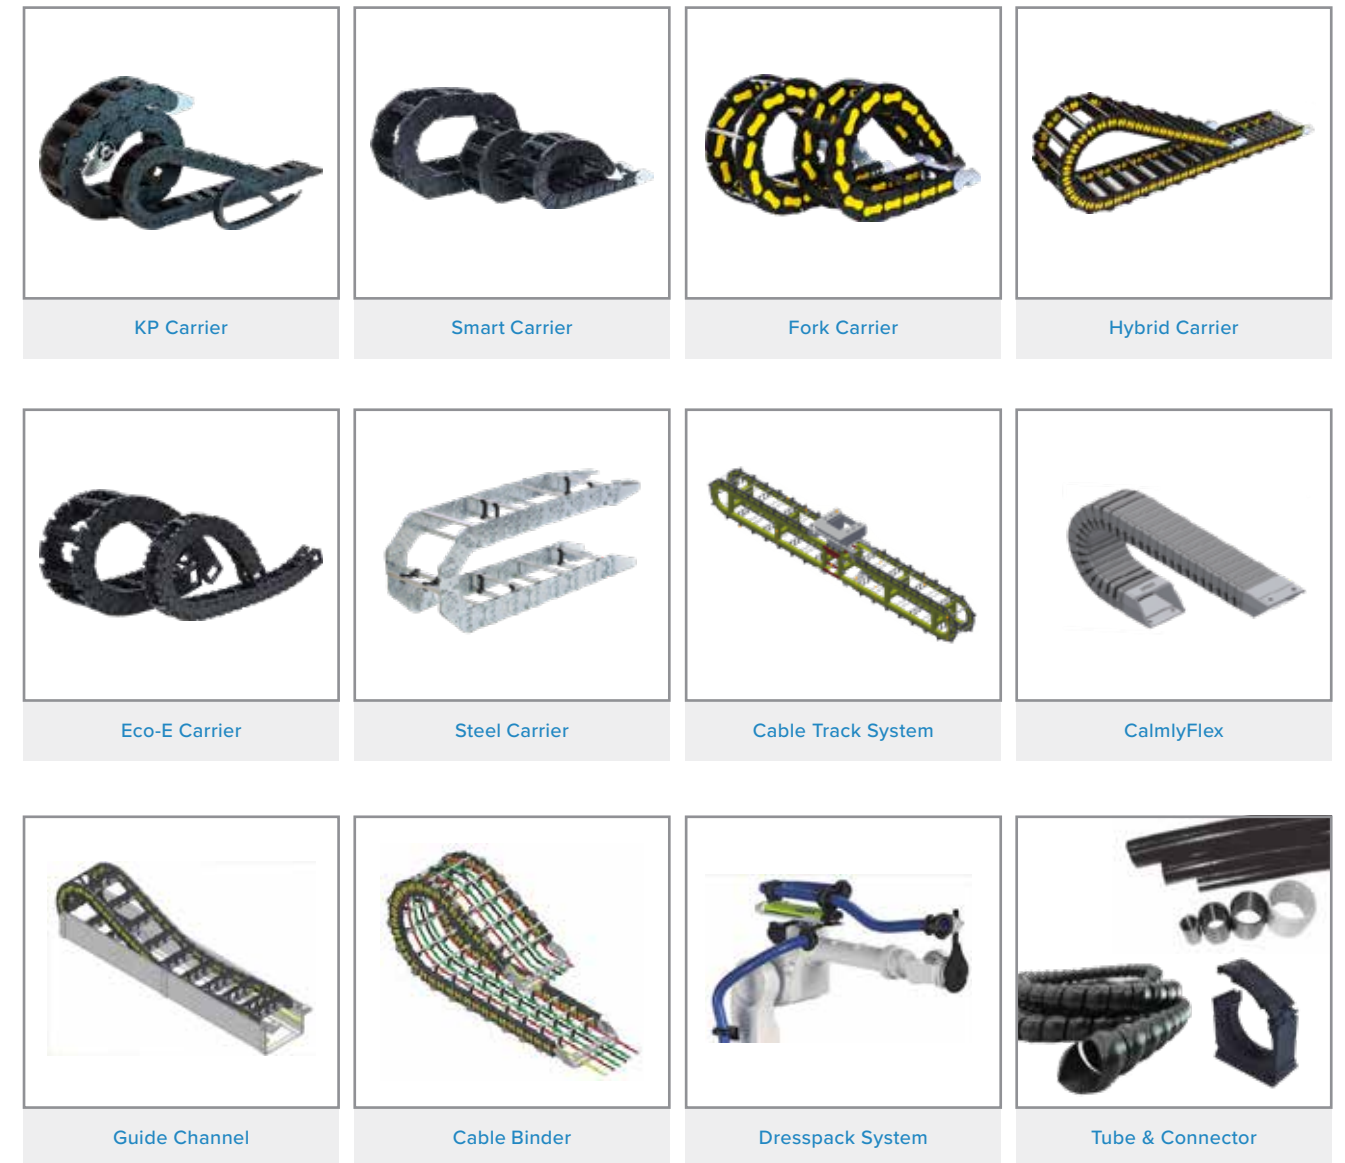 KP Carrier
Smart Carrier
Fork Carrier
Hybrid Carrier
Eco-E Carrier
Steel Carrier
Cable Track System
CalmlyFlex
Guide Channel
Cable Binder
Dresspack System
Tube & Connector